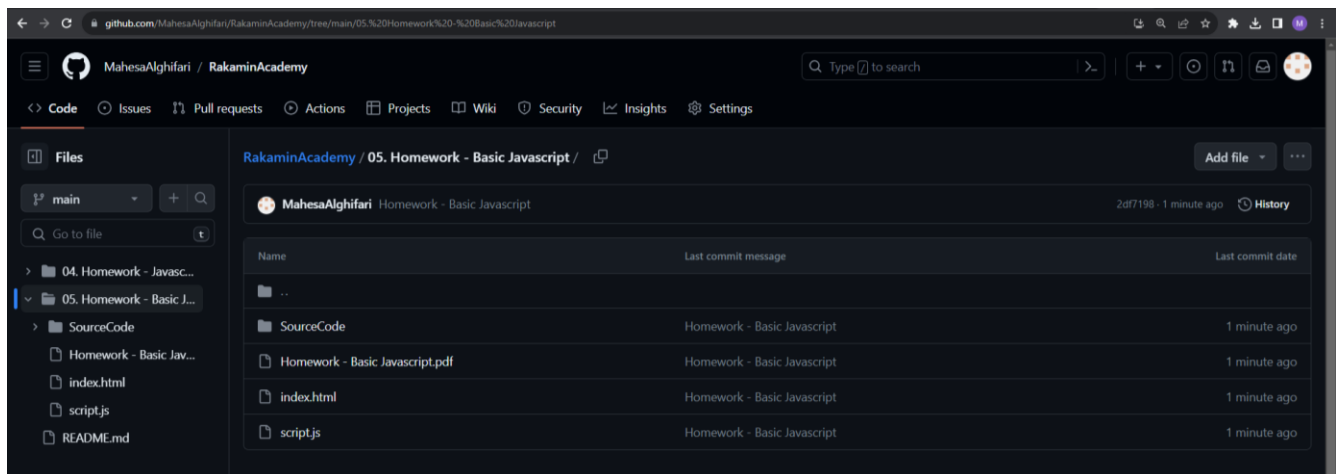 github.com/MahesaAlghifari/RakaminAcademy/tree/main/05.%20Homework%20-%20Basic%20Javascript
M
MahesaAlghifari / RakaminAcademy
Type / to search
Code Issues Pull requests Actions Projects Wiki Security Insights Settings
Files
main
Go to file t
04. Homework - Javasc...
05. Homework - Basic J...
SourceCode
Homework - Basic Jav...
index.html
script.js
README.md
RakaminAcademy / 05. Homework - Basic Javascript /
Add file
MahesaAlghifari Homework - Basic Javascript 2df7198 · 1 minute ago History
Name Last commit message Last commit date
..
SourceCode Homework - Basic Javascript 1 minute ago
Homework - Basic Javascript.pdf Homework - Basic Javascript 1 minute ago
index.html Homework - Basic Javascript 1 minute ago
script.js Homework - Basic Javascript 1 minute ago